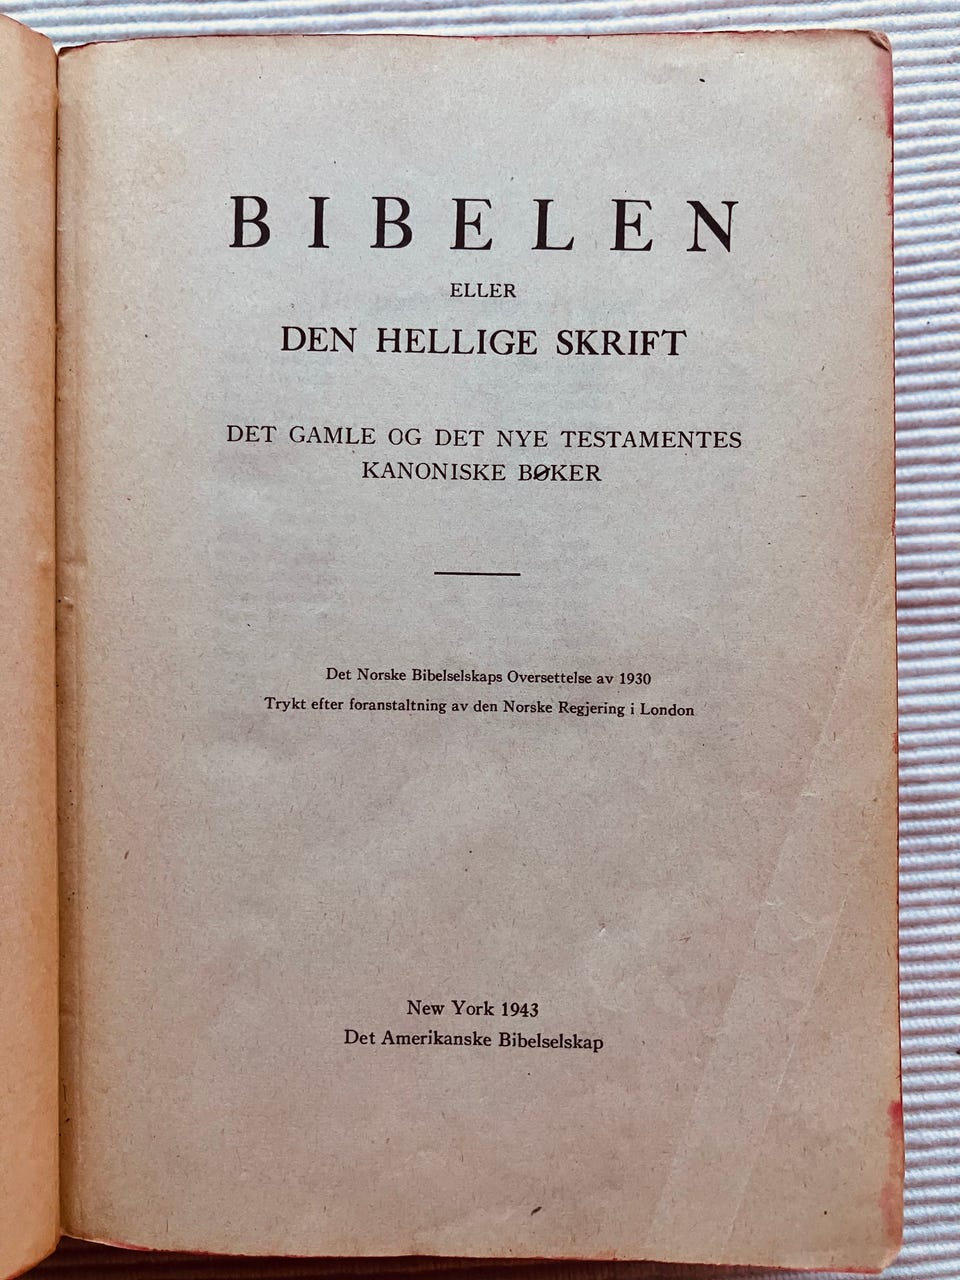 BIBELEN
ELLER
DEN HELLIGE SKRIFT
DET GAMLE OG DET NYE TESTAMENTES
KANONISKE BØKER
Det Norske Bibelselskaps Oversettelse av 1930
Trykt efter foranstaltning av den Norske Regjering i London
New York 1943
Det Amerikanske Bibelselskap